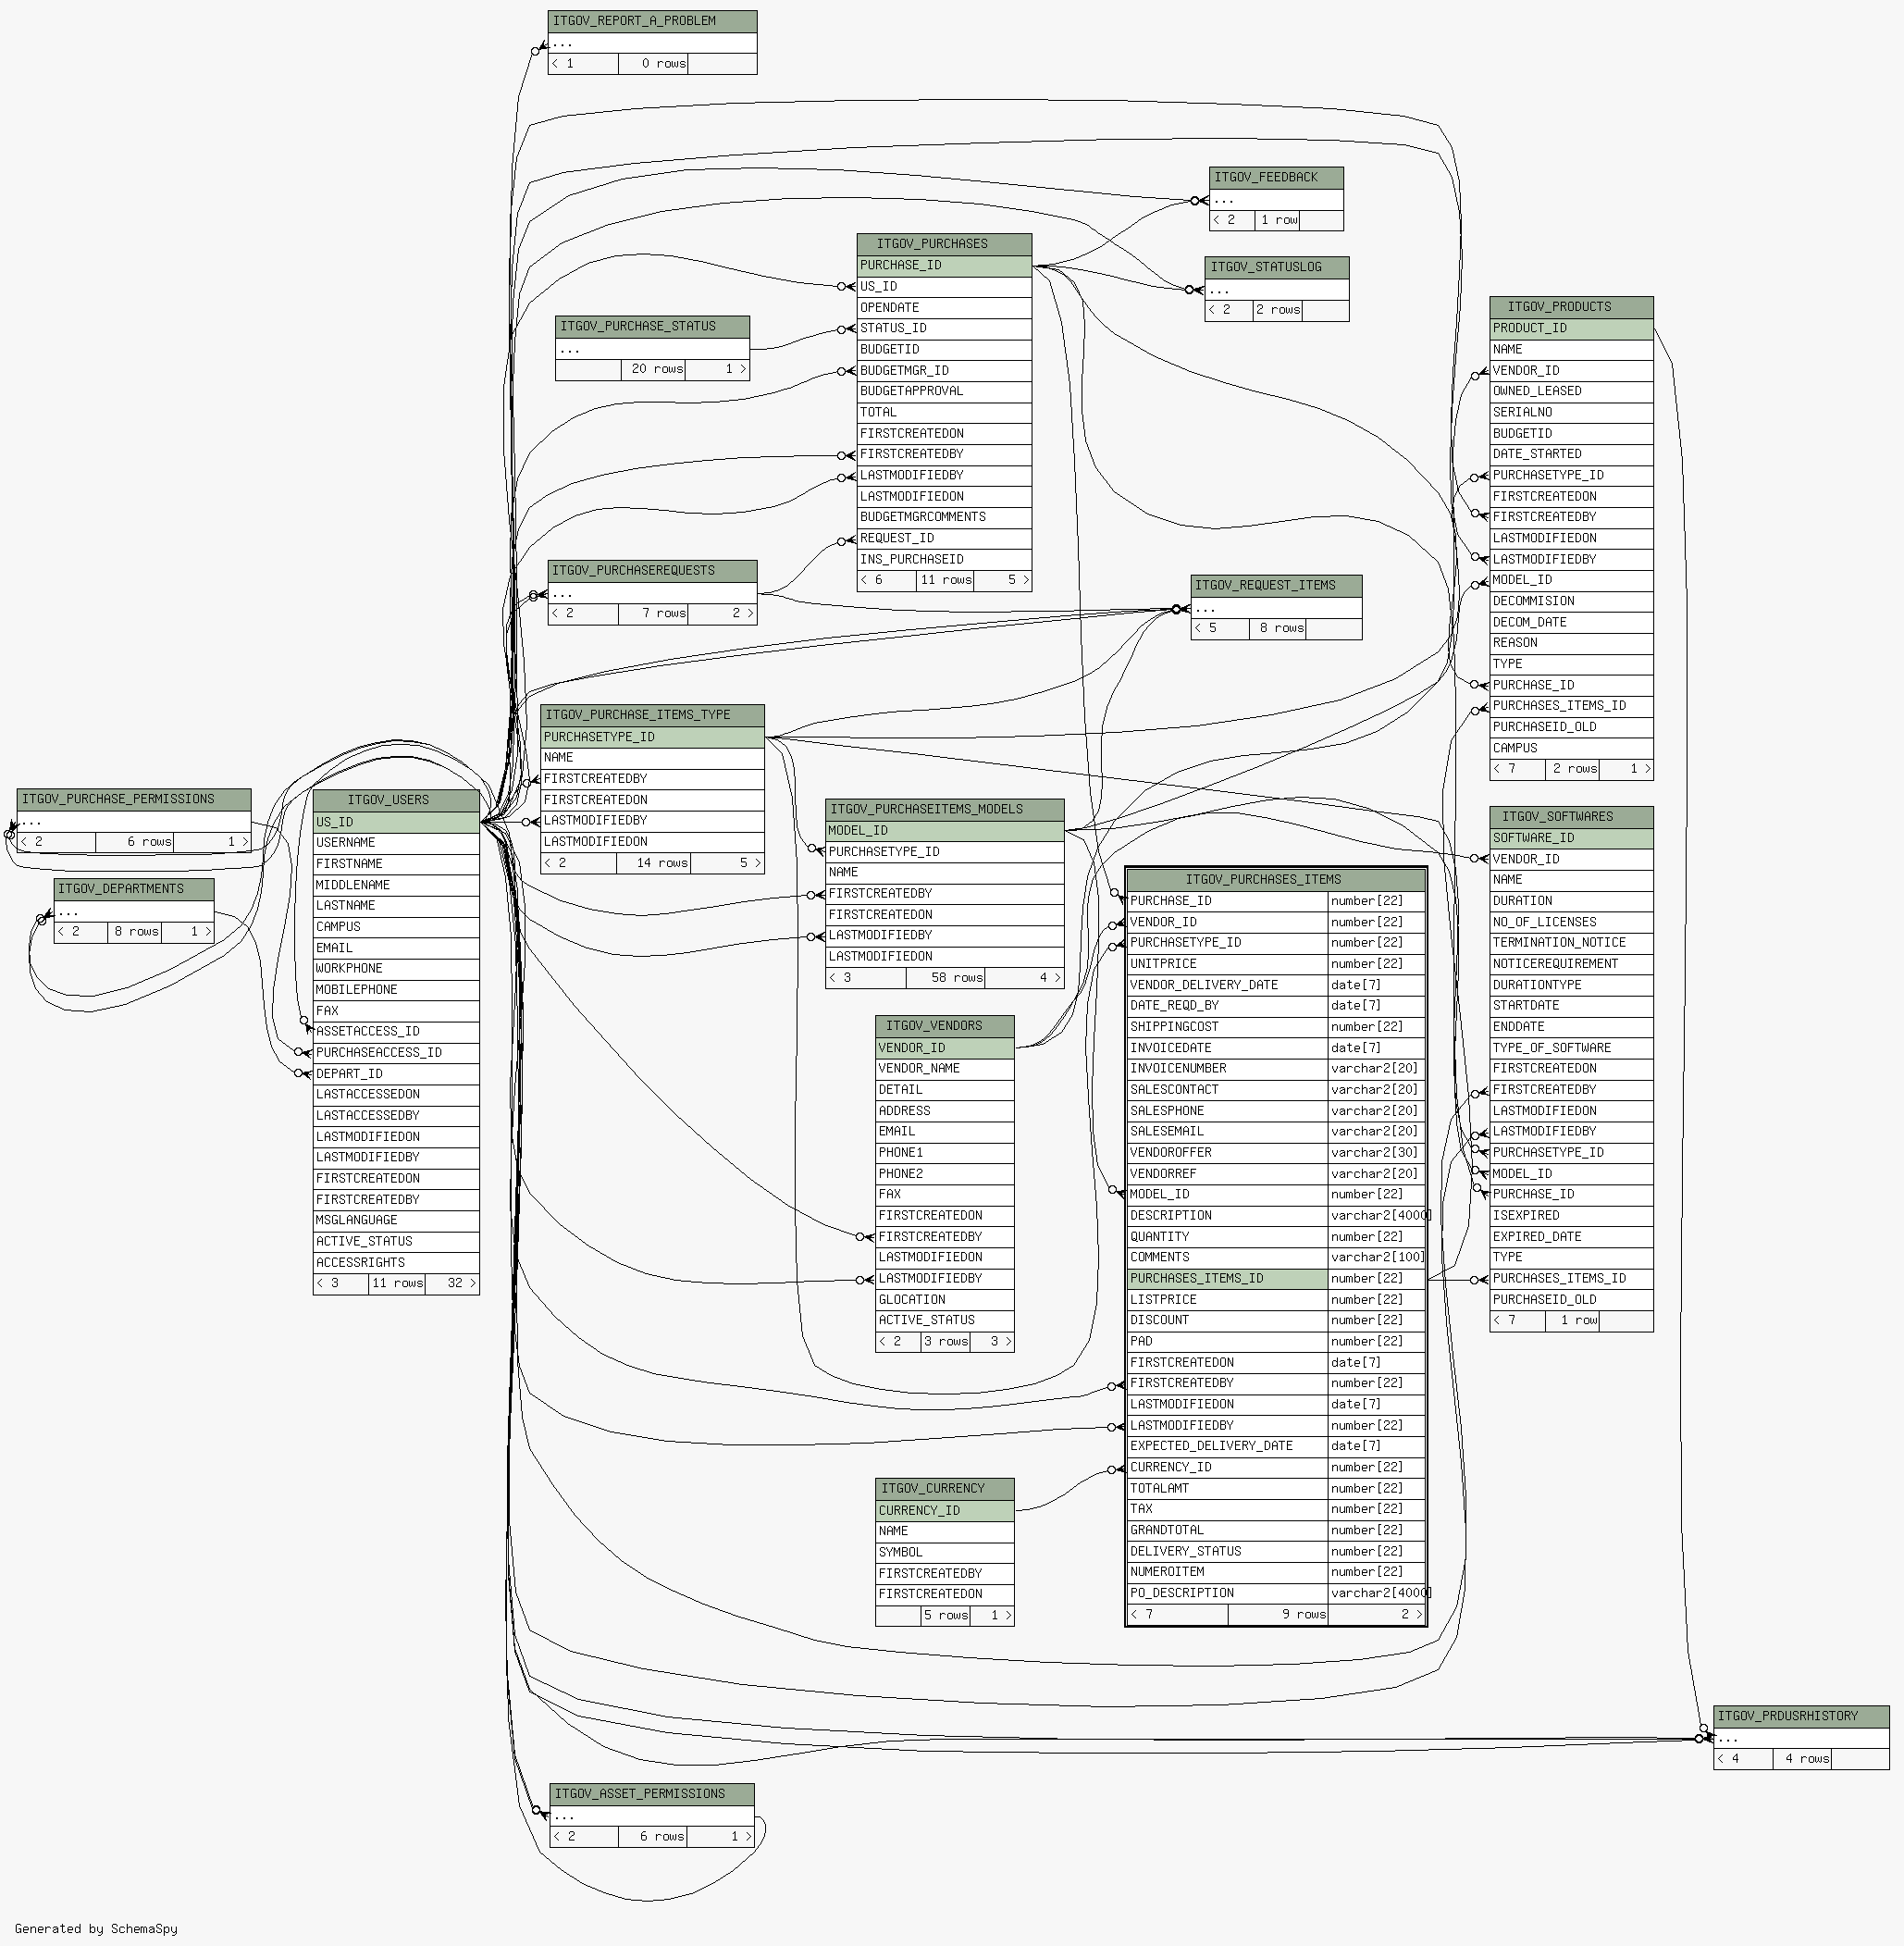 ITGOV_REPORT_A_PROBLEM
...
< 1 0 rows
ITGOV_FEEDBACK
...
< 2 1 row
ITGOV_STATUSLOG
...
< 2 2 rows
ITGOV_PURCHASES
PURCHASE_ID
US_ID
OPENDATE
STATUS_ID
BUDGETID
BUDGETMGR_ID
BUDGETAPPROVAL
TOTAL
FIRSTCREATEDON
FIRSTCREATEDBY
LASTMODIFIEDBY
LASTMODIFIEDON
BUDGETMGRCOMMENTS
REQUEST_ID
INS_PURCHASEID
< 6 11 rows 5 >
ITGOV_PURCHASE_STATUS
...
20 rows 1 >
ITGOV_PRODUCTS
PRODUCT_ID
NAME
VENDOR_ID
OWNED_LEASED
SERIALNO
BUDGETID
DATE_STARTED
PURCHASETYPE_ID
FIRSTCREATEDON
FIRSTCREATEDBY
LASTMODIFIEDON
LASTMODIFIEDBY
MODEL_ID
DECOMMISION
DECOM_DATE
REASON
TYPE
PURCHASE_ID
PURCHASES_ITEMS_ID
PURCHASEID_OLD
CAMPUS
< 7 2 rows 1 >
ITGOV_PURCHASEREQUESTS
...
< 2 7 rows 2 >
ITGOV_REQUEST_ITEMS
...
< 5 8 rows
ITGOV_PURCHASE_ITEMS_TYPE
PURCHASETYPE_ID
NAME
FIRSTCREATEDBY
FIRSTCREATEDON
LASTMODIFIEDBY
LASTMODIFIEDON
< 2 14 rows 5 >
ITGOV_PURCHASE_PERMISSIONS
...
< 2 6 rows 1 >
ITGOV_DEPARTMENTS
...
< 2 8 rows 1 >
ITGOV_USERS
US_ID
USERNAME
FIRSTNAME
MIDDLENAME
LASTNAME
CAMPUS
EMAIL
WORKPHONE
MOBILEPHONE
FAX
ASSETACCESS_ID
PURCHASEACCESS_ID
DEPART_ID
LASTACCESSEDON
LASTACCESSEDBY
LASTMODIFIEDON
LASTMODIFIEDBY
FIRSTCREATEDON
FIRSTCREATEDBY
MSGLANGUAGE
ACTIVE_STATUS
ACCESSRIGHTS
< 3 11 rows 32 >
ITGOV_PURCHASEITEMS_MODELS
MODEL_ID
PURCHASETYPE_ID
NAME
FIRSTCREATEDBY
FIRSTCREATEDON
LASTMODIFIEDBY
LASTMODIFIEDON
< 3 58 rows 4 >
ITGOV_VENDORS
VENDOR_ID
VENDOR_NAME
DETAIL
ADDRESS
EMAIL
PHONE1
PHONE2
FAX
FIRSTCREATEDON
FIRSTCREATEDBY
LASTMODIFIEDON
LASTMODIFIEDBY
GLOCATION
ACTIVE_STATUS
< 2 3 rows 3 >
ITGOV_CURRENCY
CURRENCY_ID
NAME
SYMBOL
FIRSTCREATEDBY
FIRSTCREATEDON
5 rows 1 >
ITGOV_PURCHASES_ITEMS
PURCHASE_ID number[22]
VENDOR_ID number[22]
PURCHASETYPE_ID number[22]
UNITPRICE number[22]
VENDOR_DELIVERY_DATE date[7]
DATE_REQD_BY date[7]
SHIPPINGCOST number[22]
INVOICEDATE date[7]
INVOICENUMBER varchar2[20]
SALESCONTACT varchar2[20]
SALESPHONE varchar2[20]
SALESEMAIL varchar2[20]
VENDOROFFER varchar2[30]
VENDORREF varchar2[20]
MODEL_ID number[22]
DESCRIPTION varchar2[4000]
QUANTITY number[22]
COMMENTS varchar2[100]
PURCHASES_ITEMS_ID number[22]
LISTPRICE number[22]
DISCOUNT number[22]
PAD number[22]
FIRSTCREATEDON date[7]
FIRSTCREATEDBY number[22]
LASTMODIFIEDON date[7]
LASTMODIFIEDBY number[22]
EXPECTED_DELIVERY_DATE date[7]
CURRENCY_ID number[22]
TOTALAMT number[22]
TAX number[22]
GRANDTOTAL number[22]
DELIVERY_STATUS number[22]
NUMEROITEM number[22]
PO_DESCRIPTION varchar2[4000]
< 7 9 rows 2 >
ITGOV_SOFTWARES
SOFTWARE_ID
VENDOR_ID
NAME
DURATION
NO_OF_LICENSES
TERMINATION_NOTICE
NOTICEREQUIREMENT
DURATIONTYPE
STARTDATE
ENDDATE
TYPE_OF_SOFTWARE
FIRSTCREATEDON
FIRSTCREATEDBY
LASTMODIFIEDON
LASTMODIFIEDBY
PURCHASETYPE_ID
MODEL_ID
PURCHASE_ID
ISEXPIRED
EXPIRED_DATE
TYPE
PURCHASES_ITEMS_ID
PURCHASEID_OLD
< 7 1 row
ITGOV_PRDUSRHISTORY
...
< 4 4 rows
ITGOV_ASSET_PERMISSIONS
...
< 2 6 rows 1 >
Generated by SchemaSpy